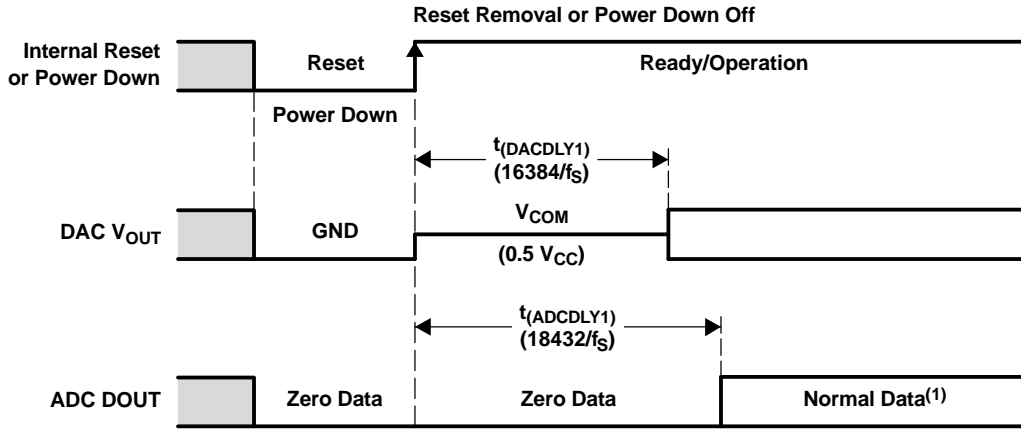 Reset Removal or Power Down Off
Internal Reset
or Power Down
Reset
Ready/Operation
Power Down
t(DACDLY1)
(16384/fS)
DAC VOUT
GND
VCOM
(0.5 VCC)
t(ADCDLY1)
(18432/fS)
ADC DOUT
Zero Data
Zero Data
Normal Data(1)